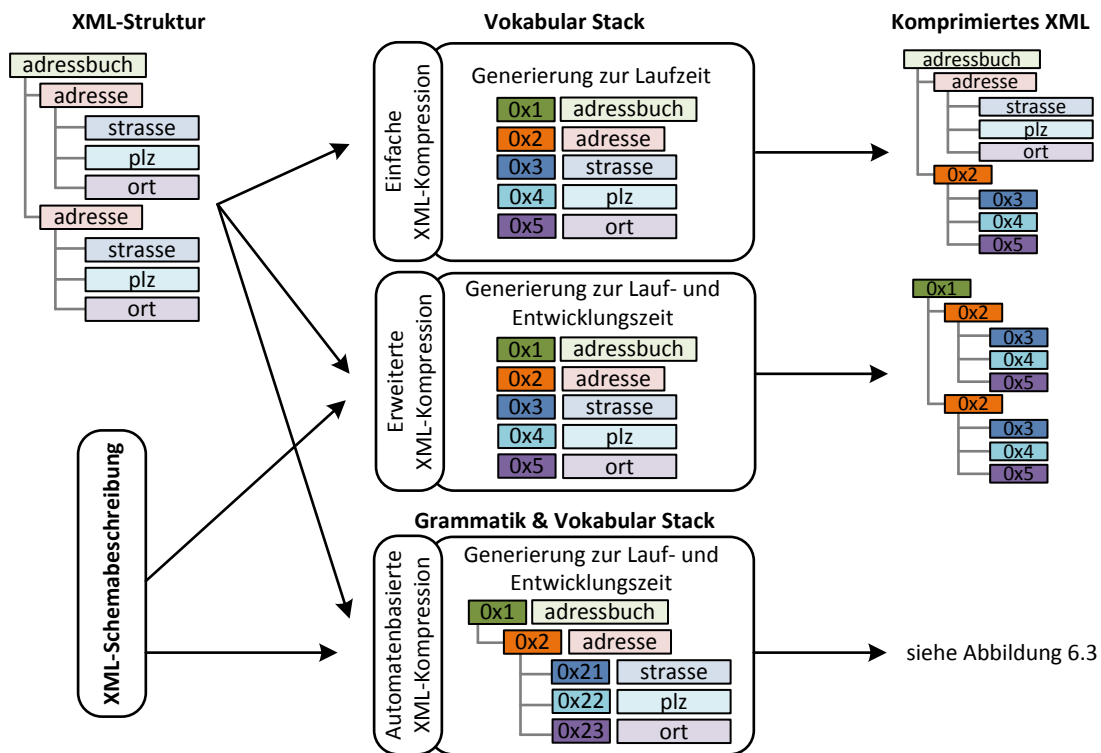 XML-Struktur
adressbuch
adresse
strasse
plz
ort
adresse
strasse
plz
ort
XML-Schemabeschreibung
Vokabular Stack
Einfache
XML-Kompression
Generierung zur Laufzeit
0x1 adressbuch
0x2 adresse
0x3 strasse
0x4 plz
0x5 ort
Erweiterte
XML-Kompression
Generierung zur Lauf- und
Entwicklungszeit
0x1 adressbuch
0x2 adresse
0x3 strasse
0x4 plz
0x5 ort
Grammatik & Vokabular Stack
Automatenbasierte
XML-Kompression
Generierung zur Lauf- und
Entwicklungszeit
0x1 adressbuch
0x2 adresse
0x21 strasse
0x22 plz
0x23 ort
Komprimiertes XML
adressbuch
adresse
strasse
plz
ort
0x2
0x3
0x4
0x5
0x1
0x2
0x3
0x4
0x5
0x2
0x3
0x4
0x5
siehe Abbildung 6.3